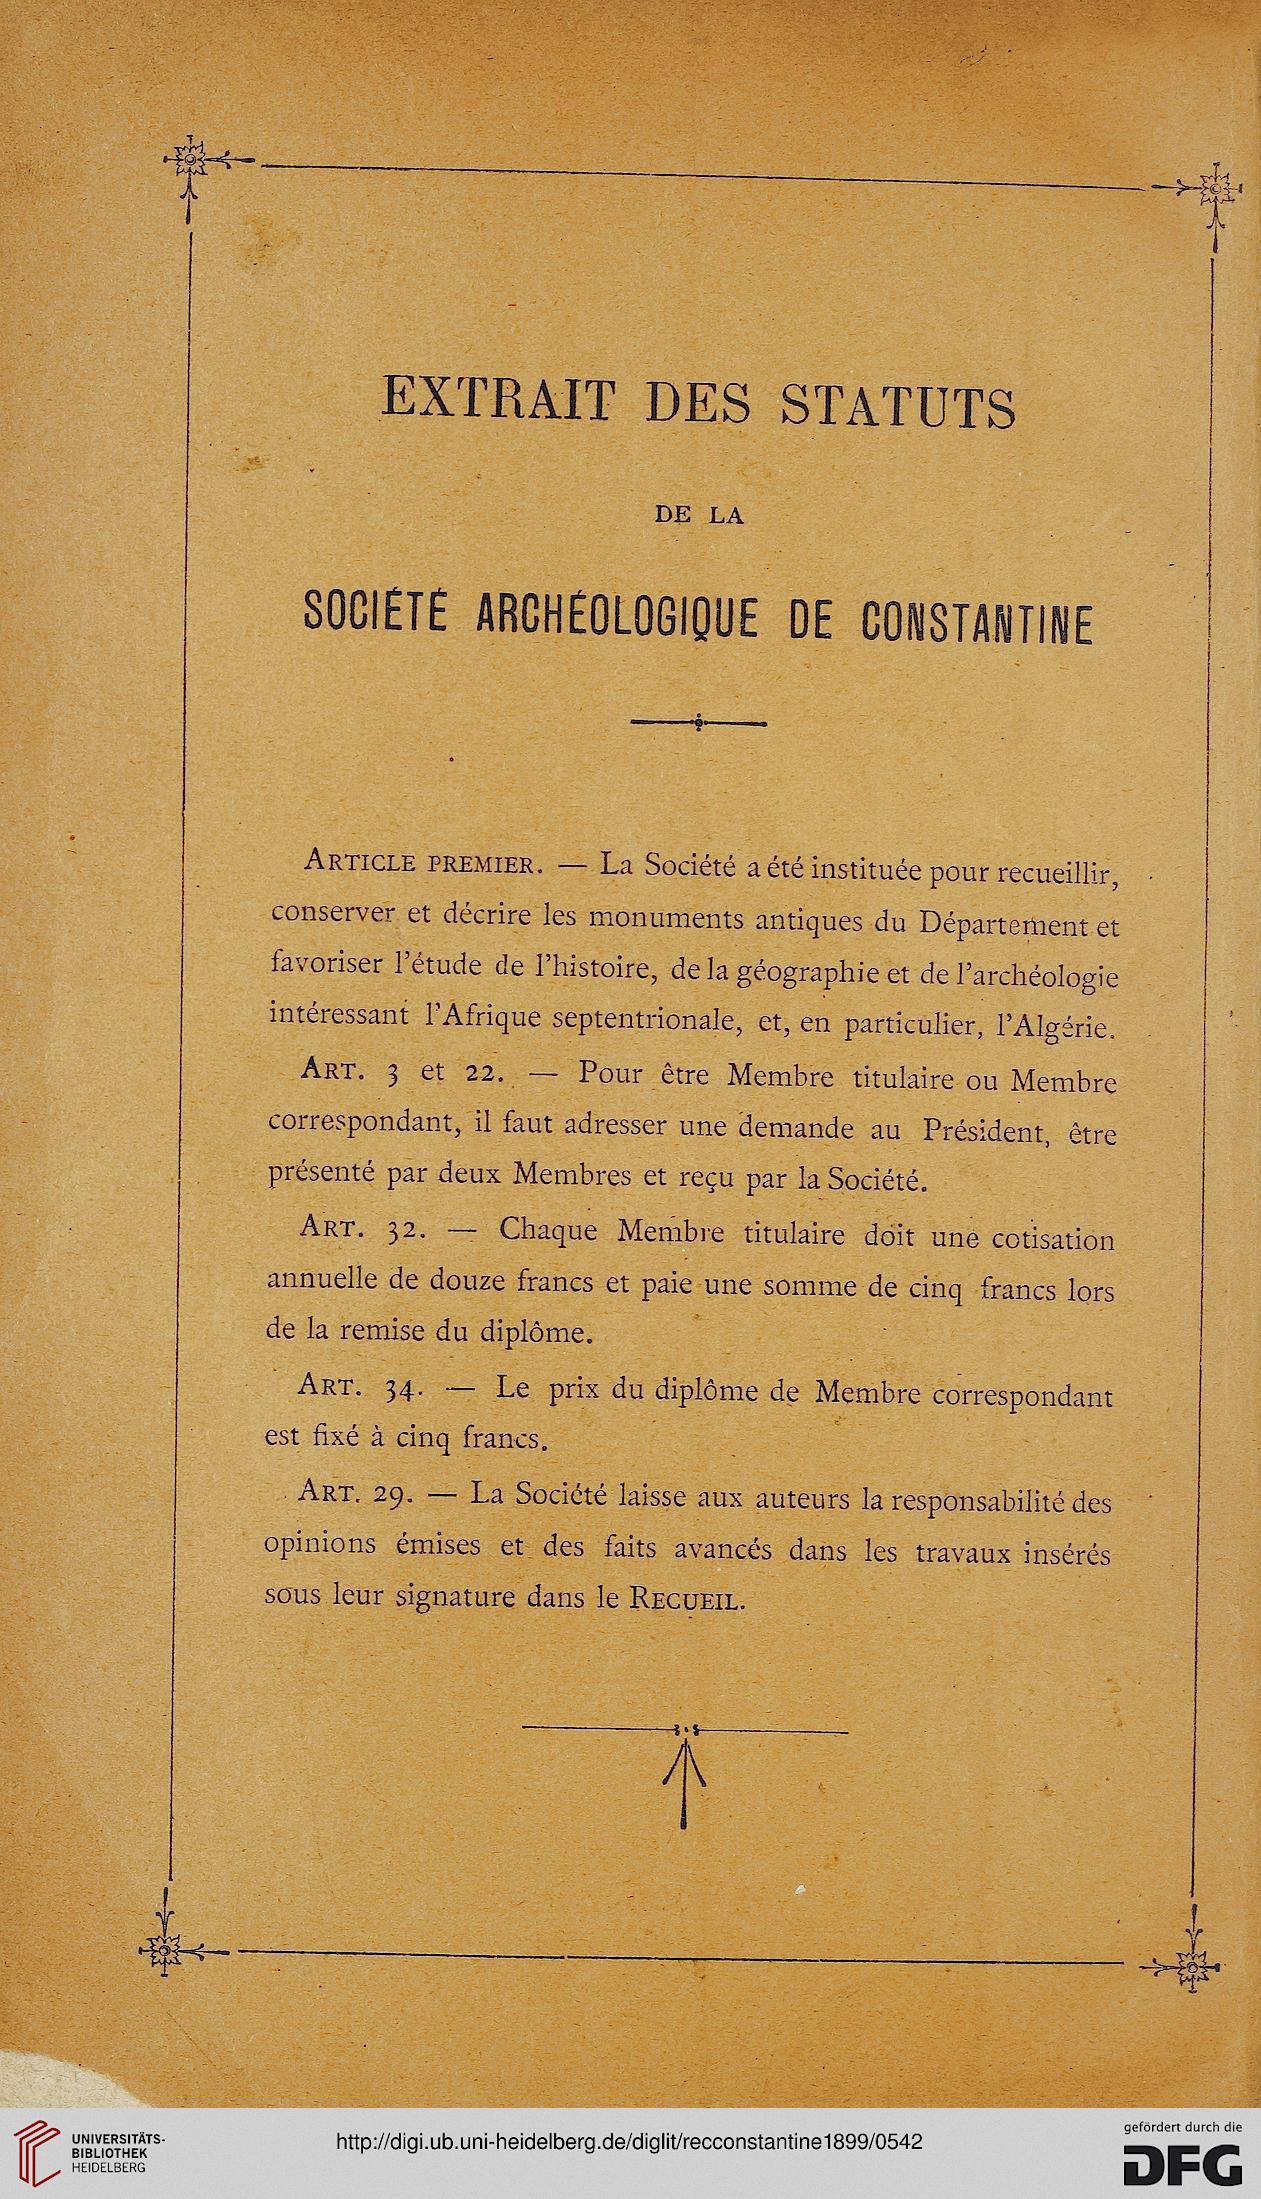 EXTRAIT DES STATUTS
DE LA
SOCIÉTÉ ARCHÉOLOGIQUE DE CONSTANTINE
ARTICLE PREMIER. — La Société a été instituée pour recueillir,
conserver et décrire les monuments antiques du Département et
favoriser l'étude de l'histoire, de la géographie et de l'archéologie
intéressant l'Afrique septentrionale, et, en particulier, l'Algérie.
ART. 3 et 22. — Pour être Membre titulaire ou Membre
correspondant, il faut adresser une demande au Président, être
présenté par deux Membres et reçu par la Société.
ART. 32. — Chaque Membre titulaire doit une cotisation
annuelle de douze francs et paie une somme de cinq francs lors
de la remise du diplôme.
ART. 34. — Le prix du diplôme de Membre correspondant
est fixé à cinq francs.
ART. 29. — La Société laisse aux auteurs la responsabilité des
opinions émises et des faits avancés dans les travaux insérés
sous leur signature dans le RECUEIL.
UNIVERSITÄTS-
BIBLIOTHEK
HEIDELBERG
http://digi.ub.uni-heidelberg.de/diglit/recconstantine1899/0542
gefördert durch die
DFG